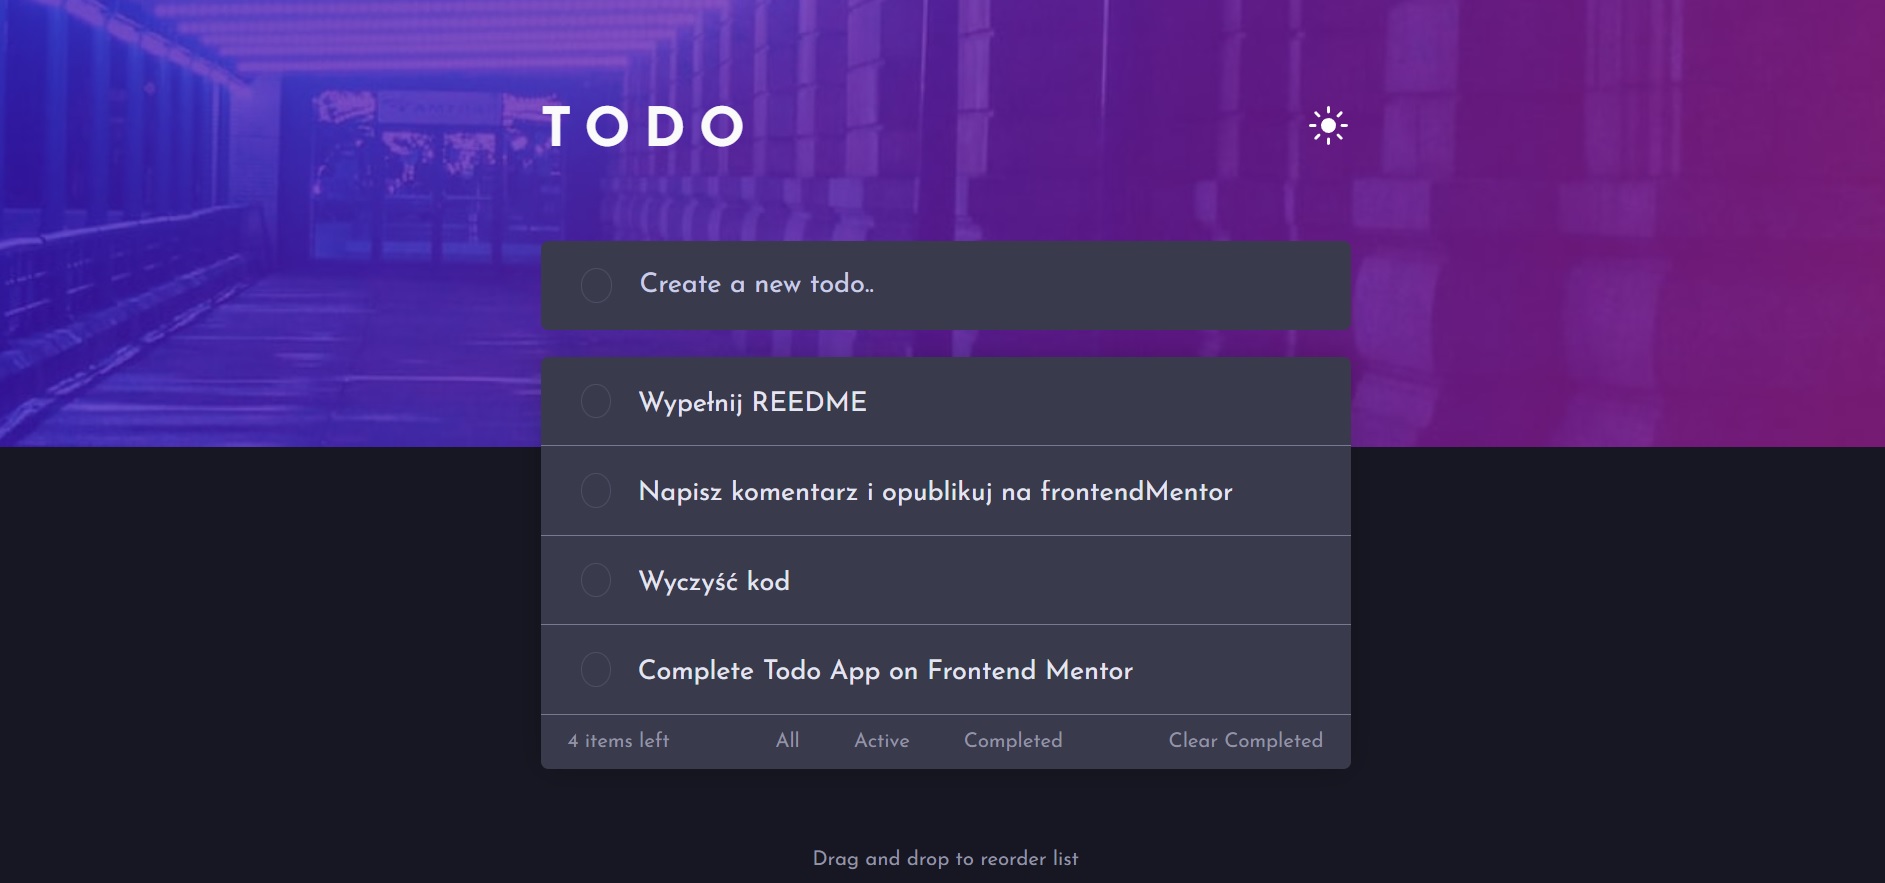 TODO
Create a new todo..
Wypełnij REEDME
Napisz komentarz i opublikuj na frontendMentor
Wyczyść kod
Complete Todo App on Frontend Mentor
4 items left All Active Completed Clear Completed
Drag and drop to reorder list